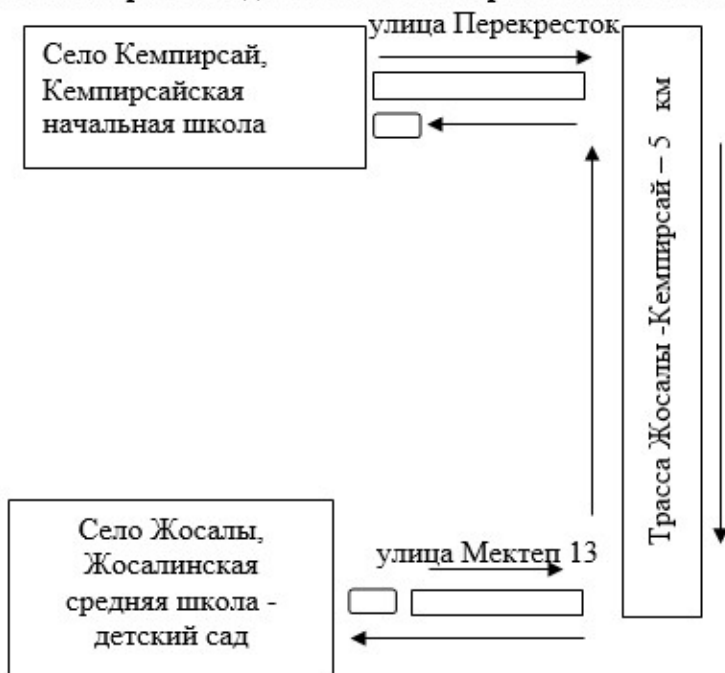 улица Перекресток
Село Кемпирсай,
Кемпирсайская
начальная школа
Трасса Жосалы -Кемпирсай – 5 км
Село Жосалы,
Жосалинская
средняя школа -
детский сад
улица Мектеп 13